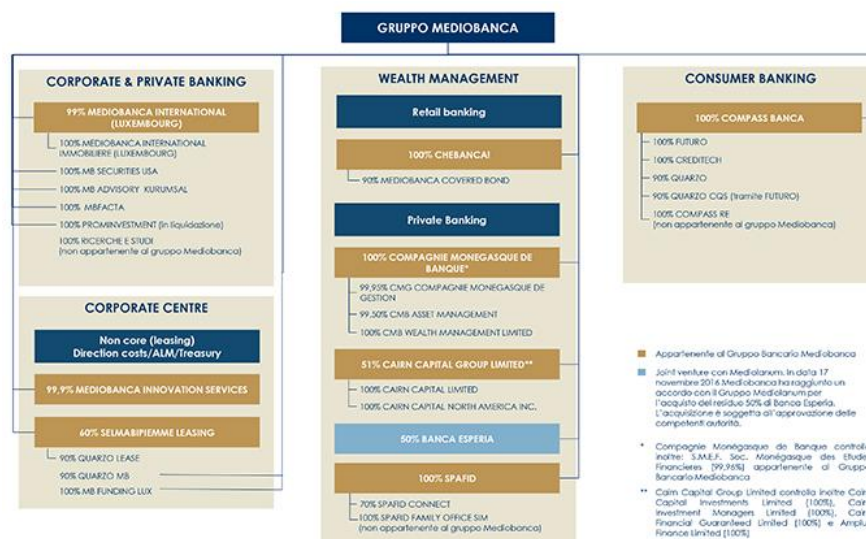 GRUPPO MEDIOBANCA
CORPORATE & PRIVATE BANKING
99% MEDIOBANCA INTERNATIONAL
(LUXEMBOURG)
100% MEDIOBANCA INTERNATIONAL
IMMOBILIERE (LUXEMBOURG)
100% MB SECURITIES USA
100% MB ADVISORY KURUMSAL
100% MBFACTA
100% PROMINVESTMENT (in liquidazione)
100% RICERCHE E STUDI
(non appartenente al gruppo Mediobanca)
CORPORATE CENTRE
Non core (leasing)
Direction costs/ALM/Treasury
99,9% MEDIOBANCA INNOVATION SERVICES
60% SELMABIPIEMME LEASING
90% QUARZO LEASE
90% QUARZO MB
100% MB FUNDING LUX
WEALTH MANAGEMENT
Retail banking
100% CHEBANCA!
90% MEDIOBANCA COVERED BOND
Private Banking
100% COMPAGNIE MONEGASQUE DE
BANQUE*
99,95% CMG COMPAGNIE MONEGASQUE DE
GESTION
99,50% CMB ASSET MANAGEMENT
100% CMB WEALTH MANAGEMENT LIMITED
51% CAIRN CAPITAL GROUP LIMITED**
100% CAIRN CAPITAL LIMITED
100% CAIRN CAPITAL NORTH AMERICA INC.
50% BANCA ESPERIA
100% SPAFID
70% SPAFID CONNECT
100% SPAFID FAMILY OFFICE SIM
(non appartenente al gruppo Mediobanca)
CONSUMER BANKING
100% COMPASS BANCA
100% FUTURO
100% CREDITECH
90% QUARZO
90% QUARZO CQS (tramite FUTURO)
100% COMPASS RE
(non appartenente al gruppo Mediobanca)
Appartenente al Gruppo Bancario Mediobanca
Joint venture con Mediolanum. In data 17
novembre 2016 Mediobanca ha raggiunto un
accordo con il Gruppo Mediolanum per
l'acquisto del residuo 50% di Banca Esperia.
L'acquisizione è soggetta all'approvazione delle
competenti autorità.
* Compagnie Monégasque de Banque controlla
inoltre: S.M.E.F. Soc. Monégasque des Etudes
Financieres (99,96%) appartenente al Gruppo
Bancario Mediobanca
** Cairn Capital Group Limited controlla inoltre Cairn
Capital Investments Limited (100%), Cairn
Investment Managers Limited (100%), Cairn
Financial Guaranteed Limited (100%) e Amplus
Finance Limited (100%)